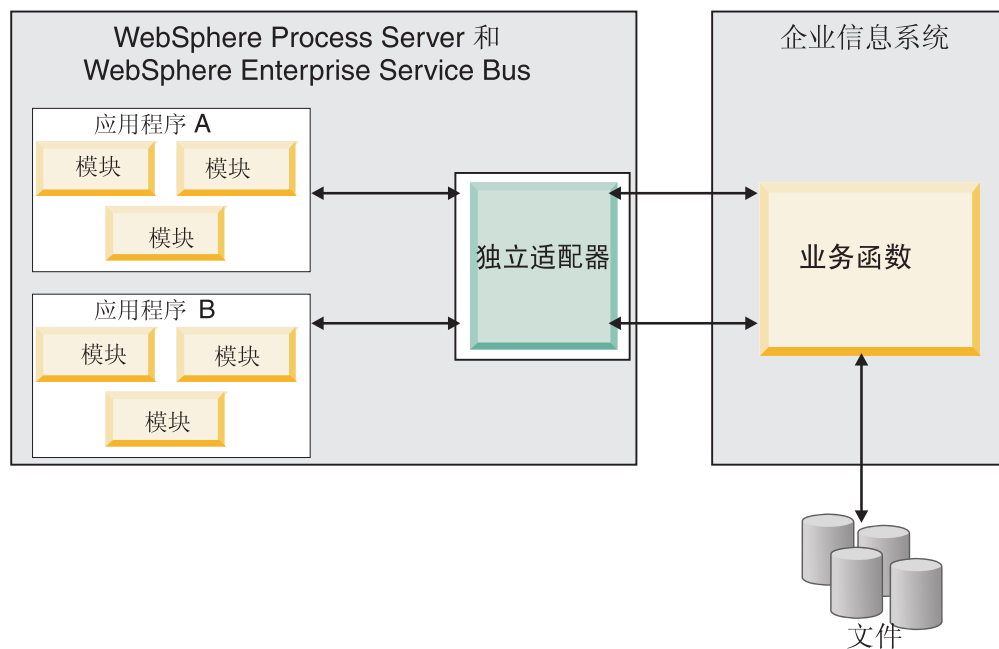 WebSphere Process Server 和
WebSphere Enterprise Service Bus
应用程序 A
模块
模块
模块
应用程序 B
模块
模块
模块
独立适配器
企业信息系统
业务函数
文件